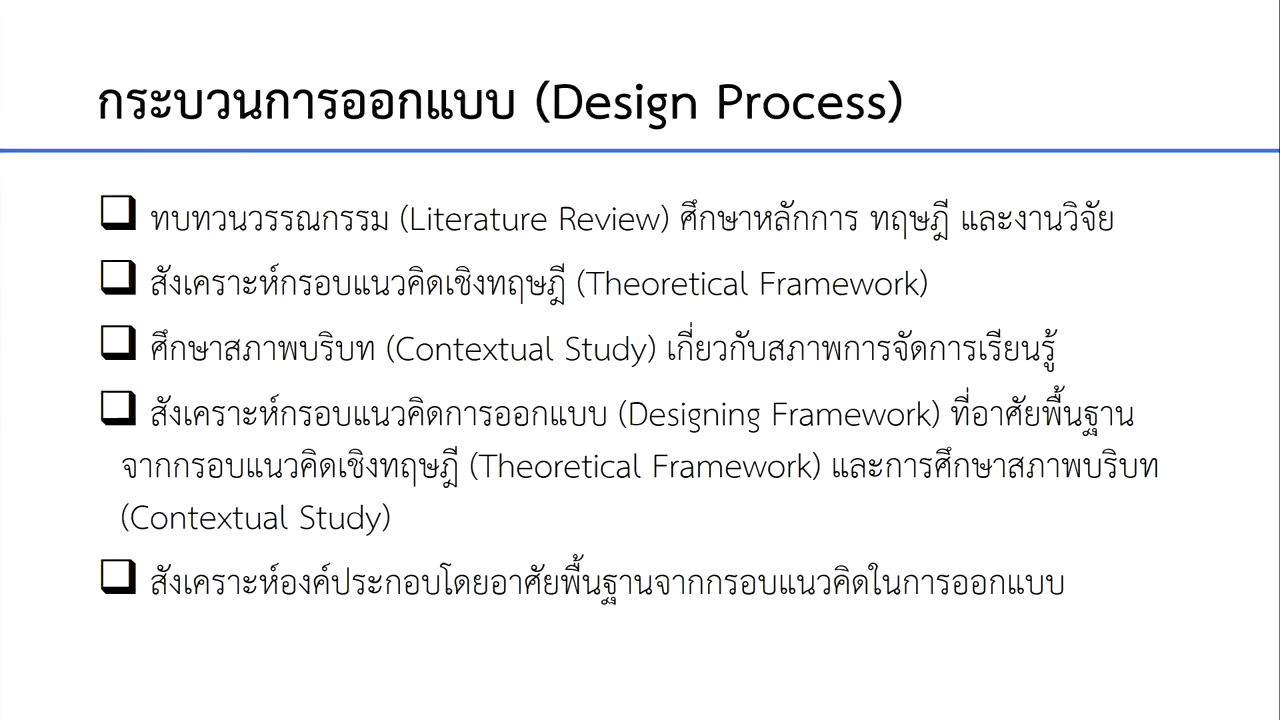 กระบวนการออกแบบ (Design Process)
ทบทวนวรรณกรรม (Literature Review) ศึกษาหลักการ ทฤษฎี และงานวิจัย
สังเคราะห์กรอบแนวคิดเชิงทฤษฎี (Theoretical Framework)
ศึกษาสภาพบริบท (Contextual Study) เกี่ยวกับสภาพการจัดการเรียนรู้
สังเคราะห์กรอบแนวคิดการออกแบบ (Designing Framework) ที่อาศัยพื้นฐาน
จากกรอบแนวคิดเชิงทฤษฎี (Theoretical Framework) และการศึกษาสภาพบริบท
(Contextual Study)
สังเคราะห์องค์ประกอบโดยอาศัยพื้นฐานจากกรอบแนวคิดในการออกแบบ